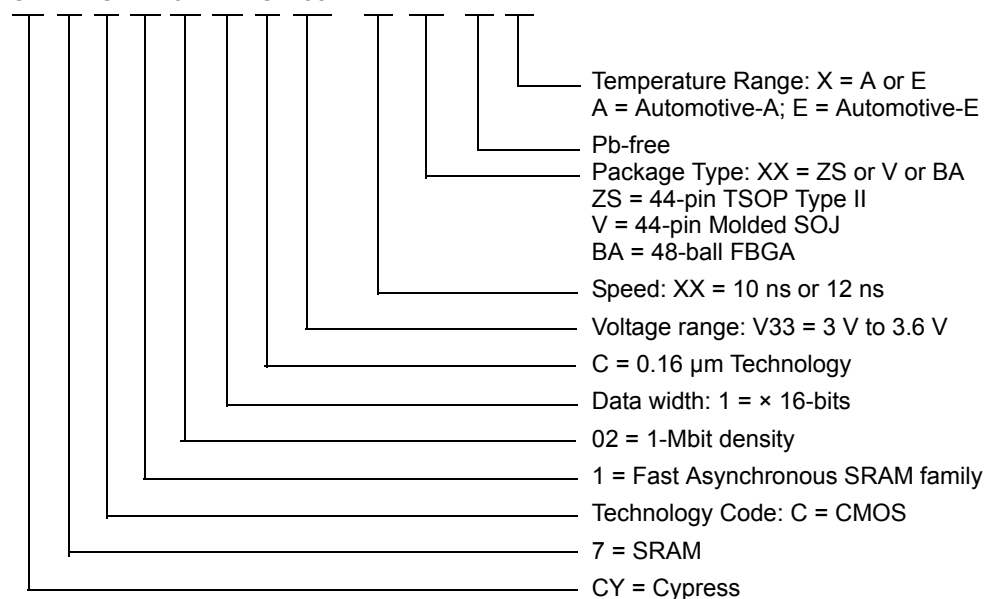 Temperature Range: X = A or E
A = Automotive-A; E = Automotive-E
Pb-free
Package Type: XX = ZS or V or BA
ZS = 44-pin TSOP Type II
V = 44-pin Molded SOJ
BA = 48-ball FBGA
Speed: XX = 10 ns or 12 ns
Voltage range: V33 = 3 V to 3.6 V
C = 0.16 µm Technology
Data width: 1 = × 16-bits
02 = 1-Mbit density
1 = Fast Asynchronous SRAM family
Technology Code: C = CMOS
7 = SRAM
CY = Cypress